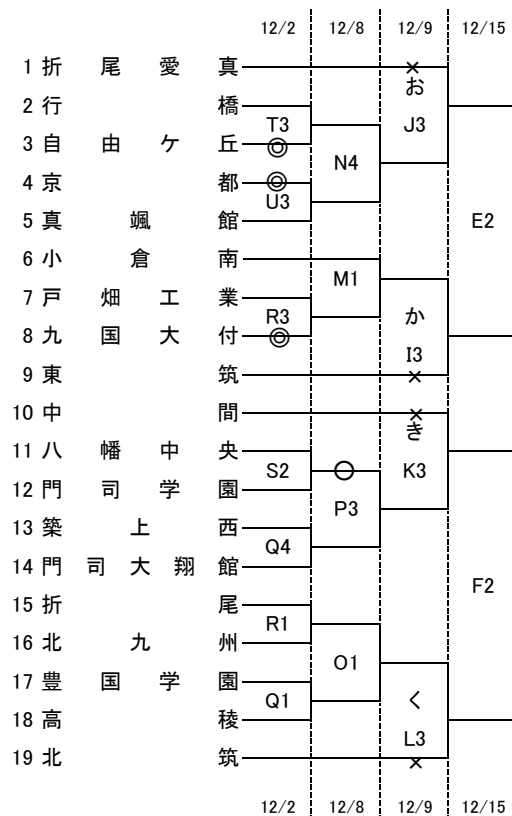 12/2 12/8 12/9 12/15
1 折尾愛真 ×
お
2 行橋
T3 J3
3 自由ケ丘 ◎
N4
4 京都 ◎
U3
5 真颯館 E2
6 小倉南
M1
7 戸畑工業
R3 か
8 九国大付 ◎
I3
9 東筑 ×
10 中間 ×
き
11 八幡中央
S2 ○ K3
12 門司学園
P3
13 築上西
Q4
14 門司大翔館
F2
15 折尾
R1
16 北九州
O1
17 豊国学園
Q1 く
18 高稜
L3
19 北筑 ×
12/2 12/8 12/9 12/15